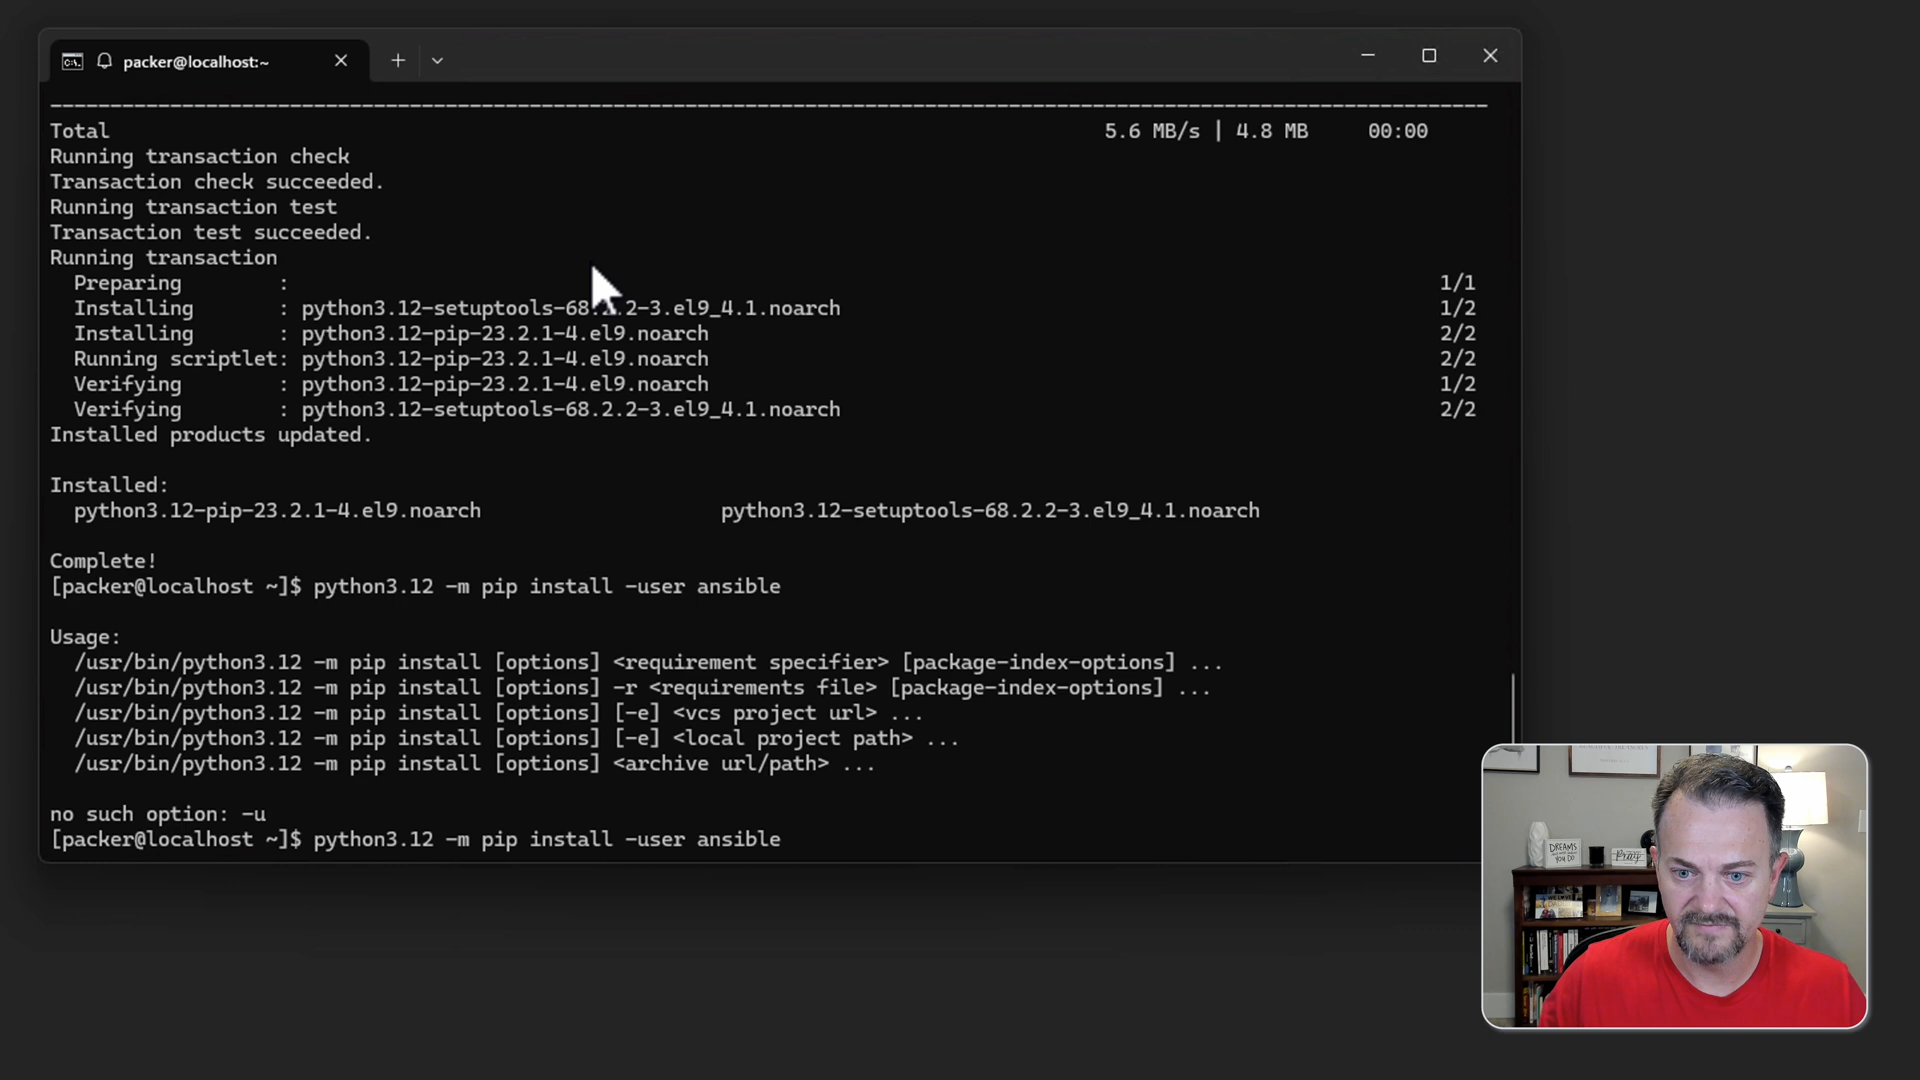 packer@localhost:~
Total 5.6 MB/s | 4.8 MB 00:00
Running transaction check
Transaction check succeeded.
Running transaction test
Transaction test succeeded.
Running transaction
Preparing : 1/1
Installing : python3.12-setuptools-68.2.2-3.el9_4.1.noarch 1/2
Installing : python3.12-pip-23.2.1-4.el9.noarch 2/2
Running scriptlet: python3.12-pip-23.2.1-4.el9.noarch 2/2
Verifying : python3.12-pip-23.2.1-4.el9.noarch 1/2
Verifying : python3.12-setuptools-68.2.2-3.el9_4.1.noarch 2/2
Installed products updated.
Installed:
python3.12-pip-23.2.1-4.el9.noarch python3.12-setuptools-68.2.2-3.el9_4.1.noarch
Complete!
[packer@localhost ~]$ python3.12 -m pip install -user ansible
Usage:
/usr/bin/python3.12 -m pip install [options] <requirement specifier> [package-index-options] ...
/usr/bin/python3.12 -m pip install [options] -r <requirements file> [package-index-options] ...
/usr/bin/python3.12 -m pip install [options] [-e] <vcs project url> ...
/usr/bin/python3.12 -m pip install [options] [-e] <local project path> ...
/usr/bin/python3.12 -m pip install [options] <archive url/path> ...
no such option: -u
[packer@localhost ~]$ python3.12 -m pip install -user ansible
DREAMS
YOU DO
Pray